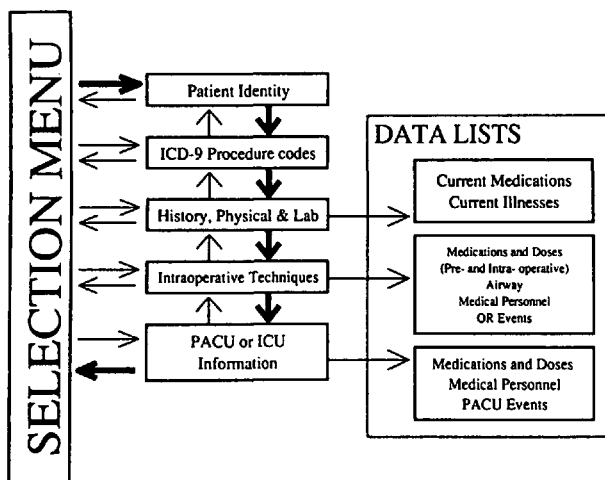 SELECTION MENU
Patient Identity
ICD-9 Procedure codes
History, Physical & Lab
Intraoperative Techniques
PACU or ICU
Information
DATA LISTS
Current Medications
Current Illnesses
Medications and Doses
(Pre- and Intra- operative)
Airway
Medical Personnel
OR Events
Medications and Doses
Medical Personnel
PACU Events